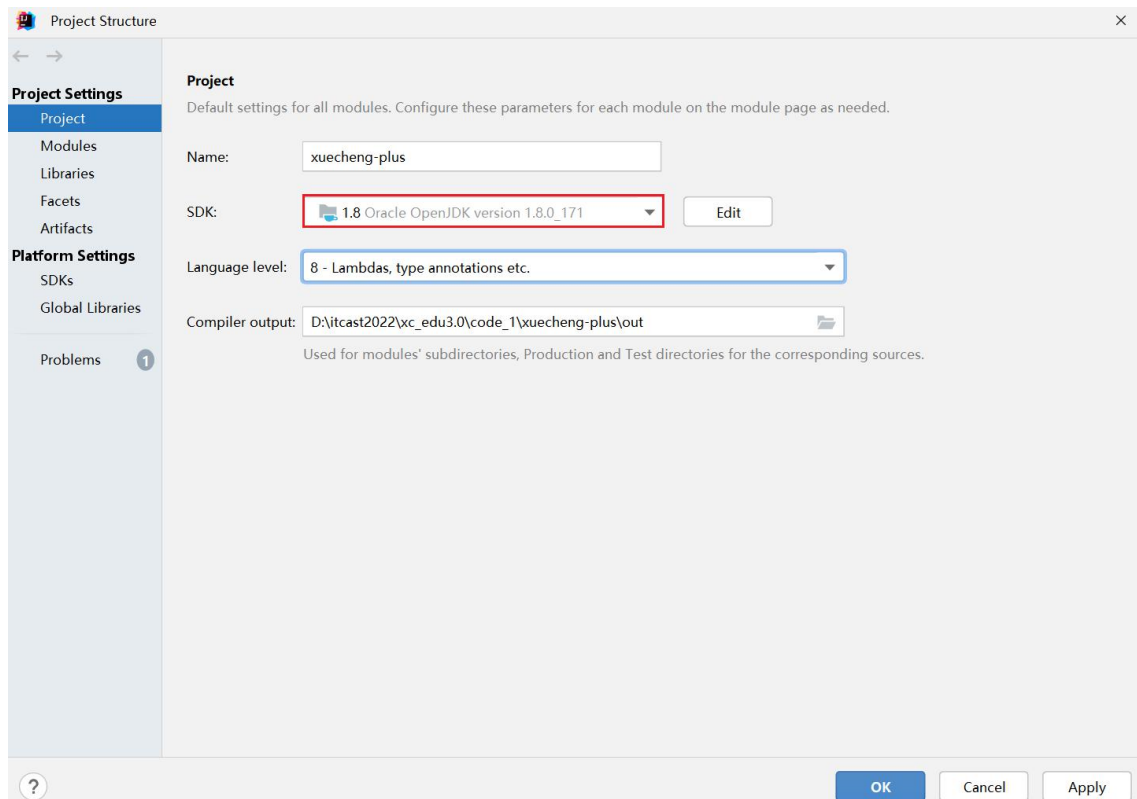 Project Structure
Project Settings
Project
Modules
Libraries
Facets
Artifacts
Platform Settings
SDKs
Global Libraries
Problems 1
Project
Default settings for all modules. Configure these parameters for each module on the module page as needed.
Name: xuecheng-plus
SDK: 1.8 Oracle OpenJDK version 1.8.0_171 Edit
Language level: 8 - Lambdas, type annotations etc.
Compiler output: D:\itcast2022\xc_edu3.0\code_1\xuecheng-plus\out
Used for modules' subdirectories, Production and Test directories for the corresponding sources.
? OK Cancel Apply